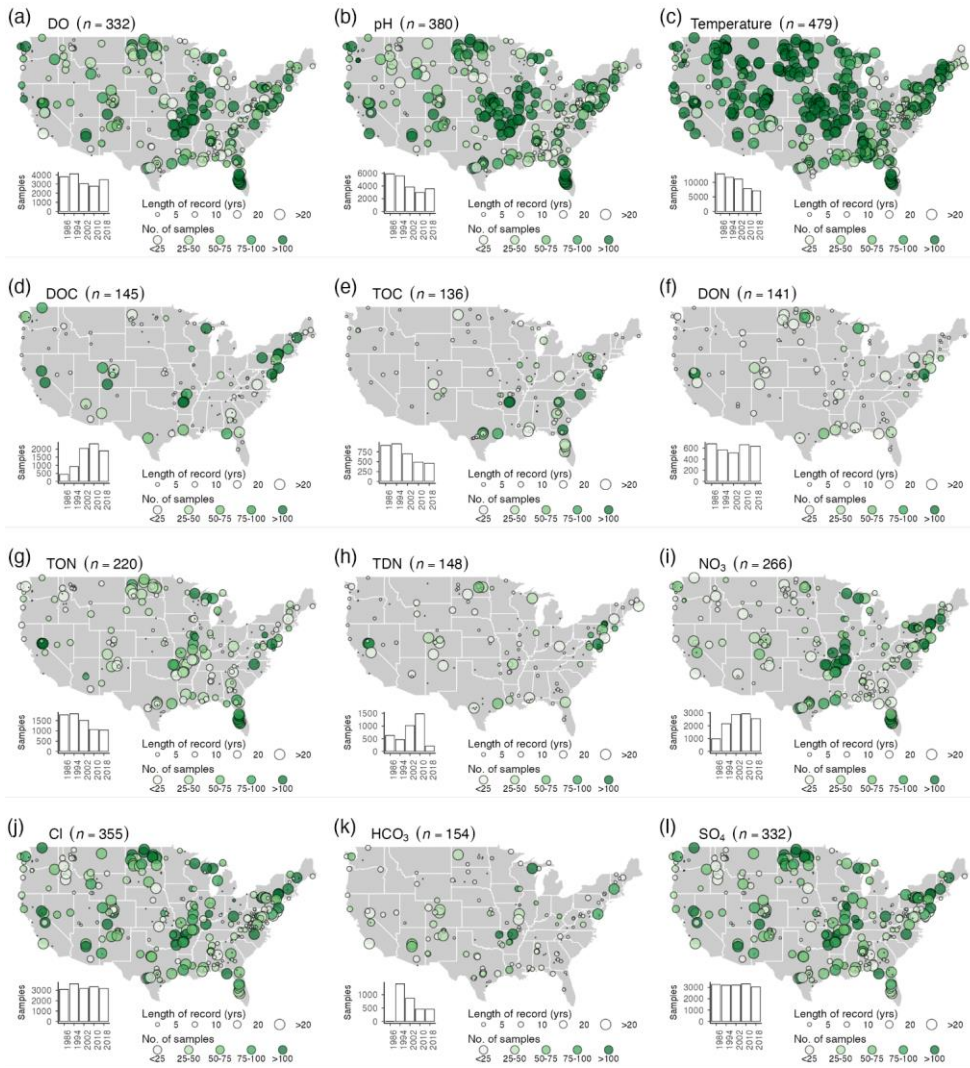 (a) DO (n = 332)
(b) pH (n = 380)
(c) Temperature (n = 479)
Samples 4000 3000 2000 1000 0
1986 1994 2002 2010 2018
Length of record (yrs)
5 10 20 >20
No. of samples
<25 25-50 50-75 75-100 >100
Samples 6000 4000 2000 0
1986 1994 2002 2010 2018
Length of record (yrs)
5 10 20 >20
No. of samples
<25 25-50 50-75 75-100 >100
Samples 10000 5000 0
1986 1994 2002 2010 2018
Length of record (yrs)
5 10 20 >20
No. of samples
<25 25-50 50-75 75-100 >100
(d) DOC (n = 145)
(e) TOC (n = 136)
(f) DON (n = 141)
Samples 2000 1500 1000 500 0
1986 1994 2002 2010 2018
Length of record (yrs)
5 10 20 >20
No. of samples
<25 25-50 50-75 75-100 >100
Samples 750 500 250 0
1986 1994 2002 2010 2018
Length of record (yrs)
5 10 20 >20
No. of samples
<25 25-50 50-75 75-100 >100
Samples 600 400 200 0
1986 1994 2002 2010 2018
Length of record (yrs)
5 10 20 >20
No. of samples
<25 25-50 50-75 75-100 >100
(g) TON (n = 220)
(h) TDN (n = 148)
(i) NO₃ (n = 266)
Samples 1500 1000 500 0
1986 1994 2002 2010 2018
Length of record (yrs)
5 10 20 >20
No. of samples
<25 25-50 50-75 75-100 >100
Samples 1500 1000 500 0
1986 1994 2002 2010 2018
Length of record (yrs)
5 10 20 >20
No. of samples
<25 25-50 50-75 75-100 >100
Samples 3000 2000 1000 0
1986 1994 2002 2010 2018
Length of record (yrs)
5 10 20 >20
No. of samples
<25 25-50 50-75 75-100 >100
(j) Cl (n = 355)
(k) HCO₃ (n = 154)
(l) SO₄ (n = 332)
Samples 3000 2000 1000 0
1986 1994 2002 2010 2018
Length of record (yrs)
5 10 20 >20
No. of samples
<25 25-50 50-75 75-100 >100
Samples 1000 500 0
1986 1994 2002 2010 2018
Length of record (yrs)
5 10 20 >20
No. of samples
<25 25-50 50-75 75-100 >100
Samples 3000 2000 1000 0
1986 1994 2002 2010 2018
Length of record (yrs)
5 10 20 >20
No. of samples
<25 25-50 50-75 75-100 >100